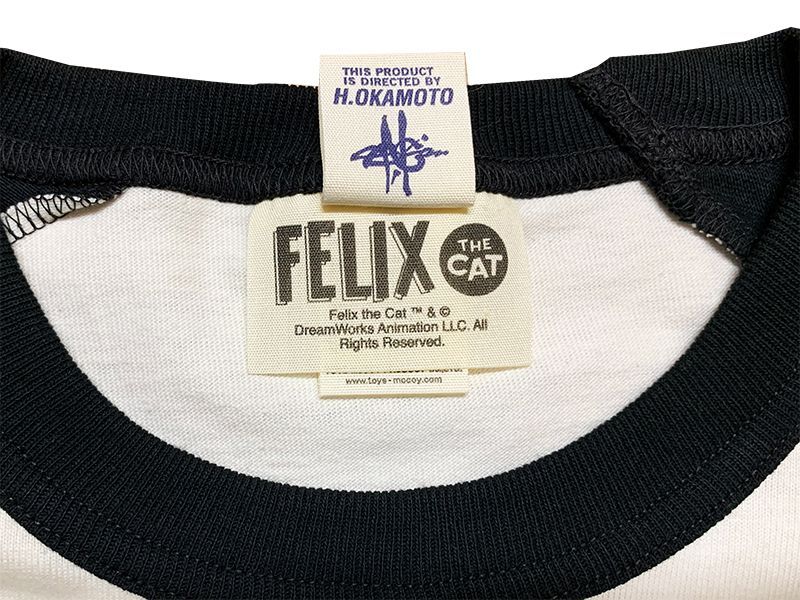 THIS PRODUCT
IS DIRECTED BY
H.OKAMOTO
FELIX
THE
CAT
Felix the Cat ™ & ©
DreamWorks Animation LLC. All
Rights Reserved.
www.toys-mccoy.com